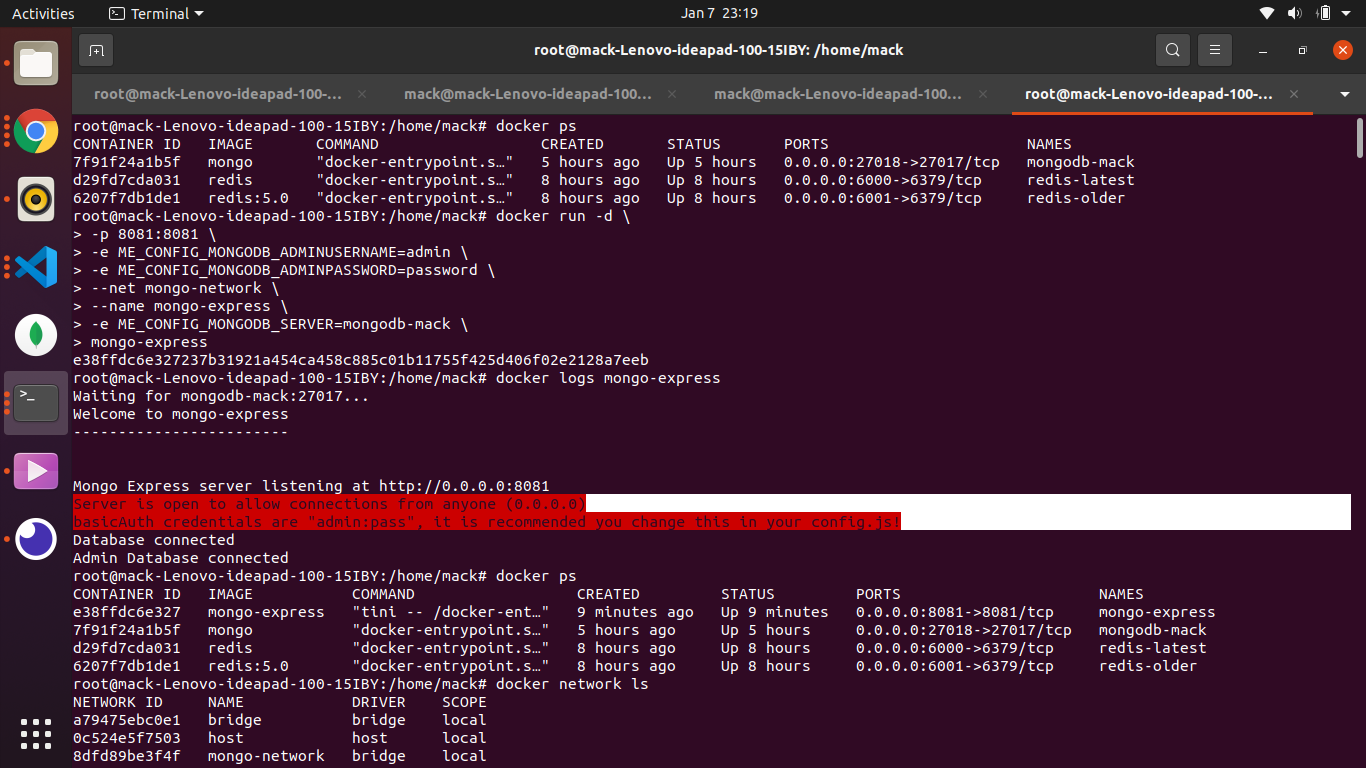 Activities Terminal Jan 7 23:19
root@mack-Lenovo-ideapad-100-15IBY: /home/mack
root@mack-Lenovo-ideapad-100-... mack@mack-Lenovo-ideapad-100... mack@mack-Lenovo-ideapad-100... root@mack-Lenovo-ideapad-100-...
root@mack-Lenovo-ideapad-100-15IBY:/home/mack# docker ps
CONTAINER ID   IMAGE       COMMAND                  CREATED       STATUS       PORTS                      NAMES
7f91f24a1b5f   mongo       "docker-entrypoint.s…"   5 hours ago   Up 5 hours   0.0.0.0:27018->27017/tcp   mongodb-mack
d29fd7cda031   redis       "docker-entrypoint.s…"   8 hours ago   Up 8 hours   0.0.0.0:6000->6379/tcp     redis-latest
6207f7db1de1   redis:5.0   "docker-entrypoint.s…"   8 hours ago   Up 8 hours   0.0.0.0:6001->6379/tcp     redis-older
root@mack-Lenovo-ideapad-100-15IBY:/home/mack# docker run -d \
> -p 8081:8081 \
> -e ME_CONFIG_MONGODB_ADMINUSERNAME=admin \
> -e ME_CONFIG_MONGODB_ADMINPASSWORD=password \
> --net mongo-network \
> --name mongo-express \
> -e ME_CONFIG_MONGODB_SERVER=mongodb-mack \
> mongo-express
e38ffdc6e327237b31921a454ca458c885c01b11755f425d406f02e2128a7eeb
root@mack-Lenovo-ideapad-100-15IBY:/home/mack# docker logs mongo-express
Waiting for mongodb-mack:27017...
Welcome to mongo-express
------------------------
Mongo Express server listening at http://0.0.0.0:8081
Server is open to allow connections from anyone (0.0.0.0)
basicAuth credentials are "admin:pass", it is recommended you change this in your config.js!
Database connected
Admin Database connected
root@mack-Lenovo-ideapad-100-15IBY:/home/mack# docker ps
CONTAINER ID   IMAGE           COMMAND                  CREATED         STATUS         PORTS                      NAMES
e38ffdc6e327   mongo-express   "tini -- /docker-ent…"   9 minutes ago   Up 9 minutes   0.0.0.0:8081->8081/tcp     mongo-express
7f91f24a1b5f   mongo           "docker-entrypoint.s…"   5 hours ago     Up 5 hours     0.0.0.0:27018->27017/tcp   mongodb-mack
d29fd7cda031   redis           "docker-entrypoint.s…"   8 hours ago     Up 8 hours     0.0.0.0:6000->6379/tcp     redis-latest
6207f7db1de1   redis:5.0       "docker-entrypoint.s…"   8 hours ago     Up 8 hours     0.0.0.0:6001->6379/tcp     redis-older
root@mack-Lenovo-ideapad-100-15IBY:/home/mack# docker network ls
NETWORK ID     NAME            DRIVER    SCOPE
a79475ebc0e1   bridge          bridge    local
0c524e5f7503   host            host      local
8dfd89be3f4f   mongo-network   bridge    local